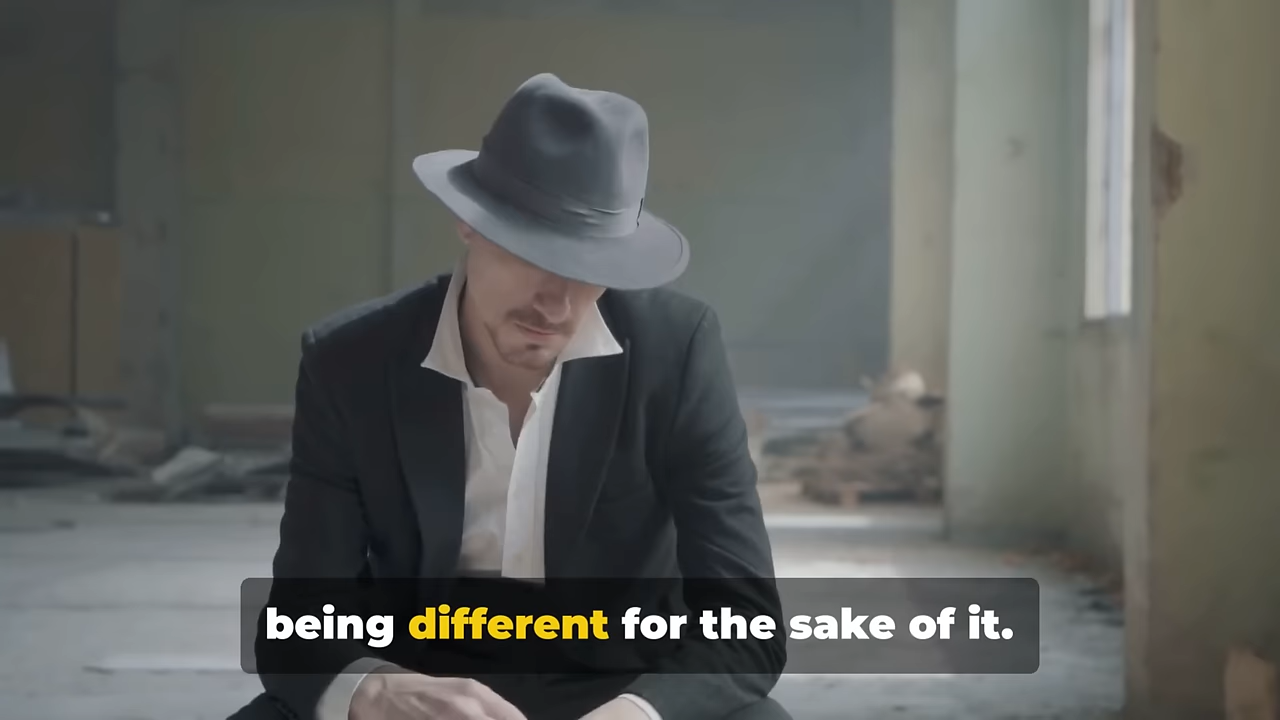 being different for the sake of it.